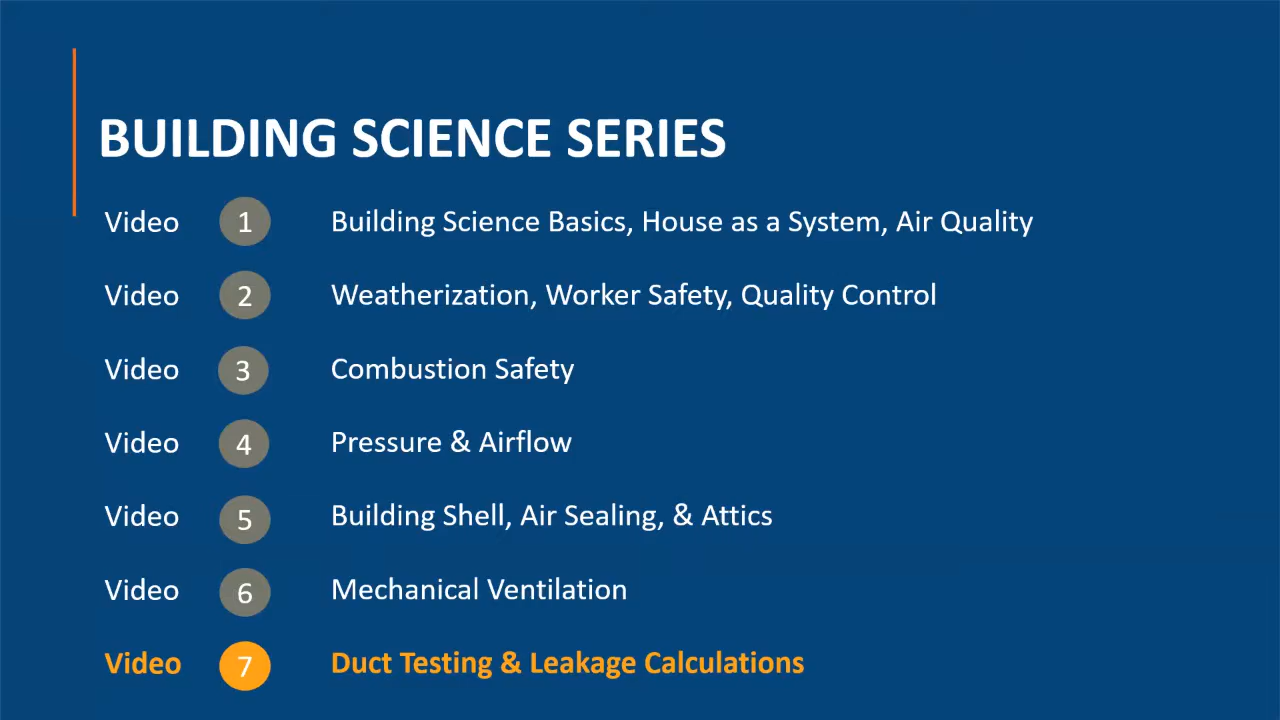 BUILDING SCIENCE SERIES
Video 1 Building Science Basics, House as a System, Air Quality
Video 2 Weatherization, Worker Safety, Quality Control
Video 3 Combustion Safety
Video 4 Pressure & Airflow
Video 5 Building Shell, Air Sealing, & Attics
Video 6 Mechanical Ventilation
Video 7 Duct Testing & Leakage Calculations